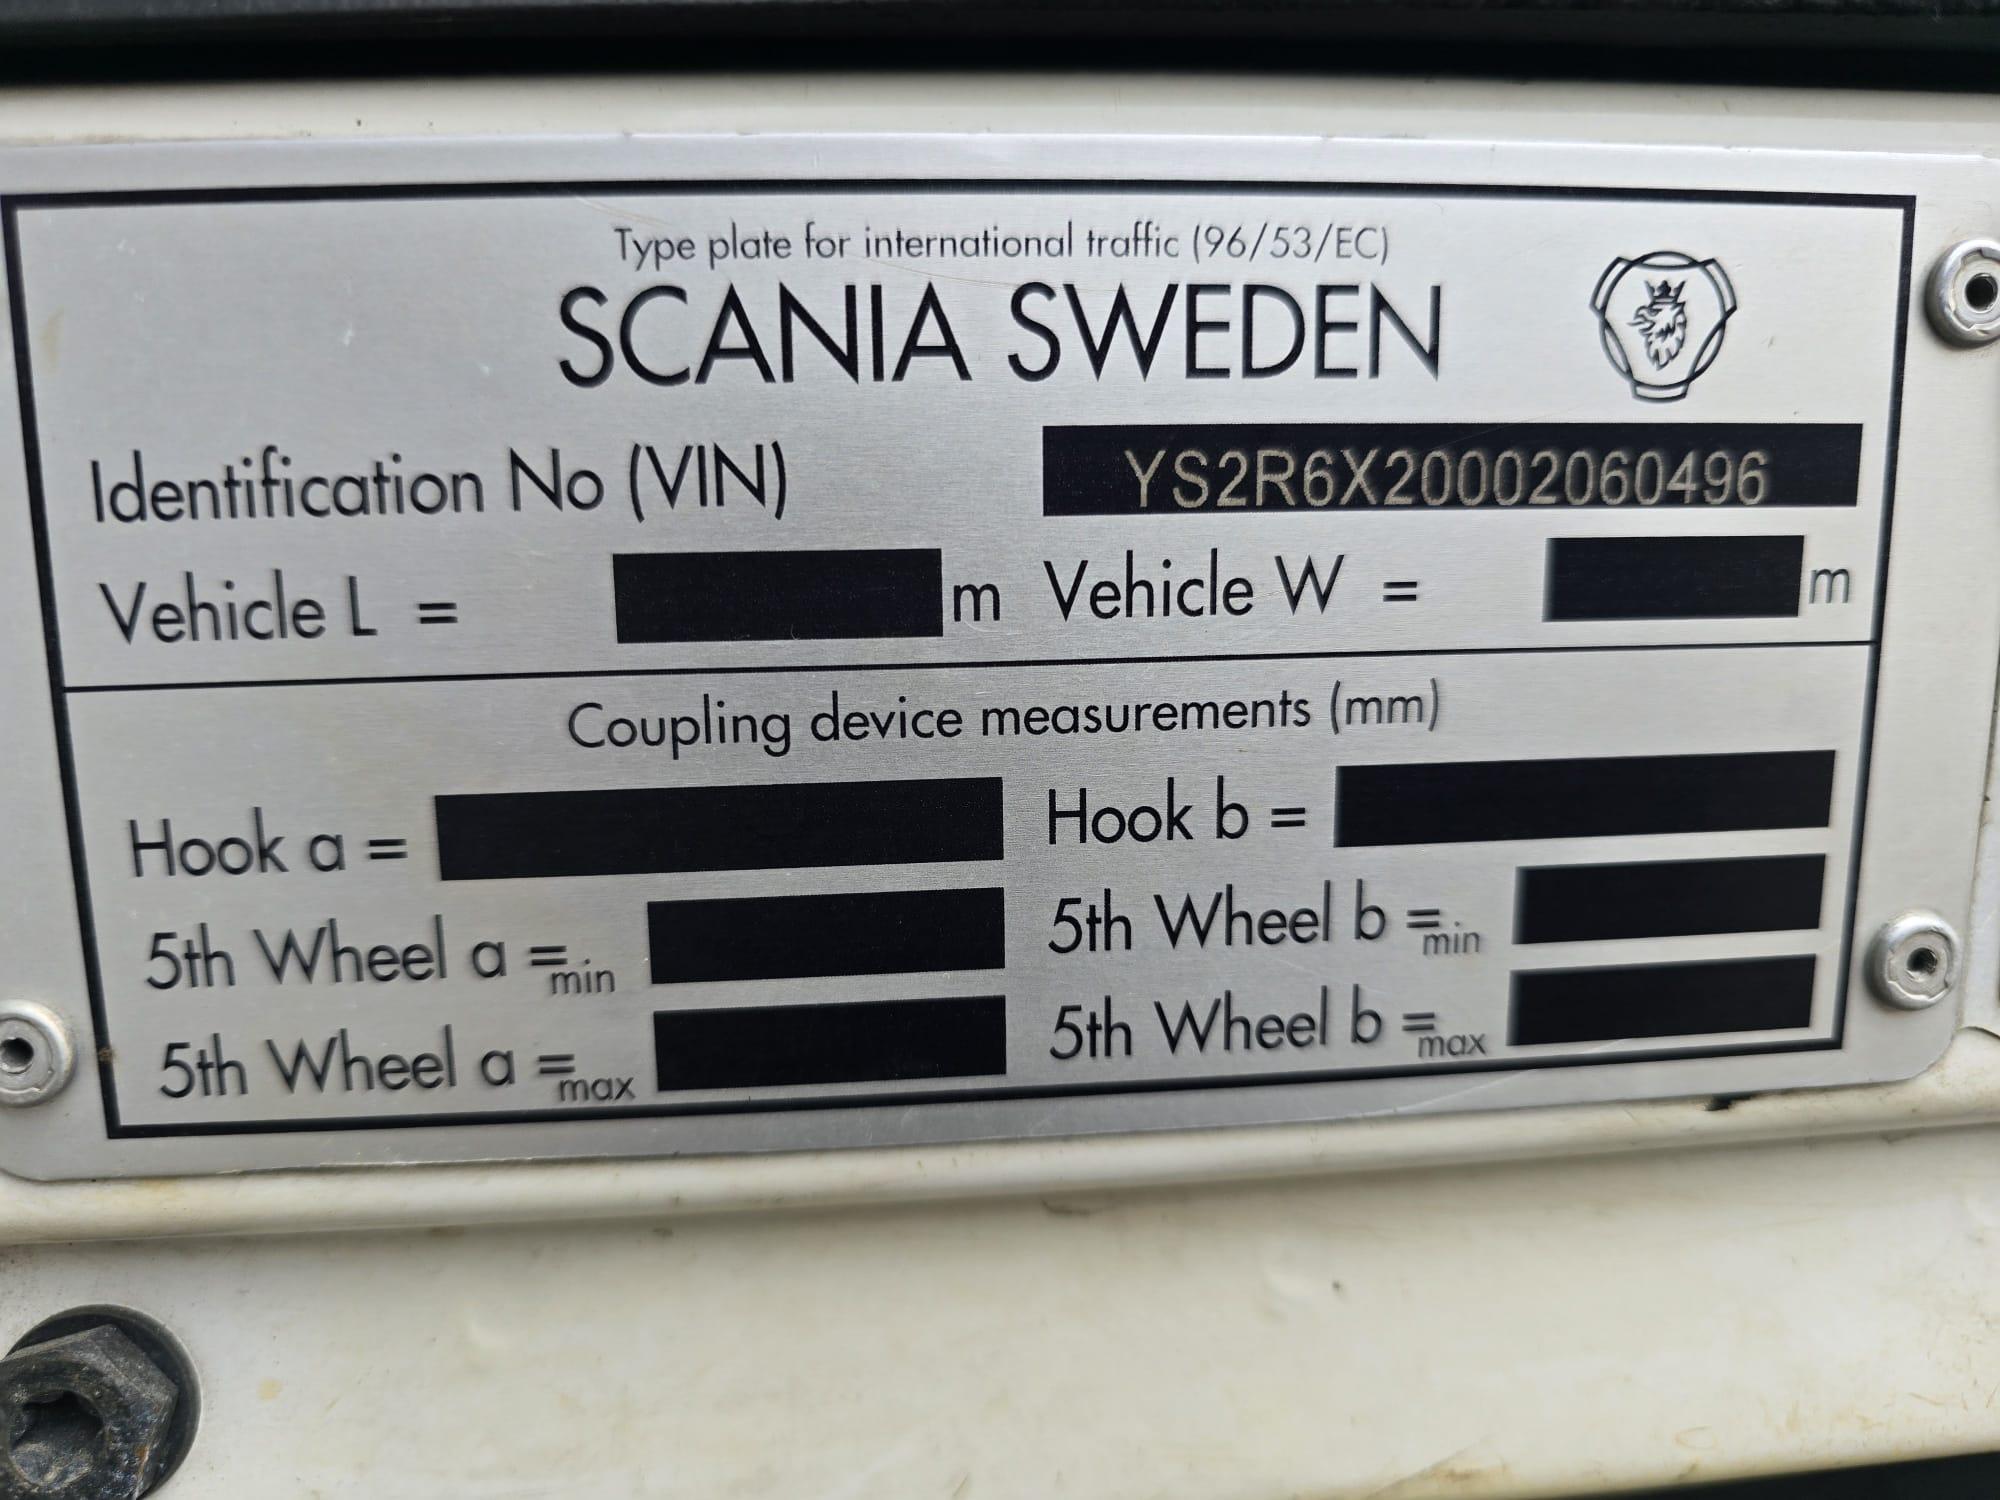 Type plate for international traffic (96/53/EC)
SCANIA SWEDEN
Identification No (VIN) YS2R6X20002060496
Vehicle L = m Vehicle W = m
Coupling device measurements (mm)
Hook a = Hook b =
5th Wheel a =min 5th Wheel b =min
5th Wheel a =max 5th Wheel b =max